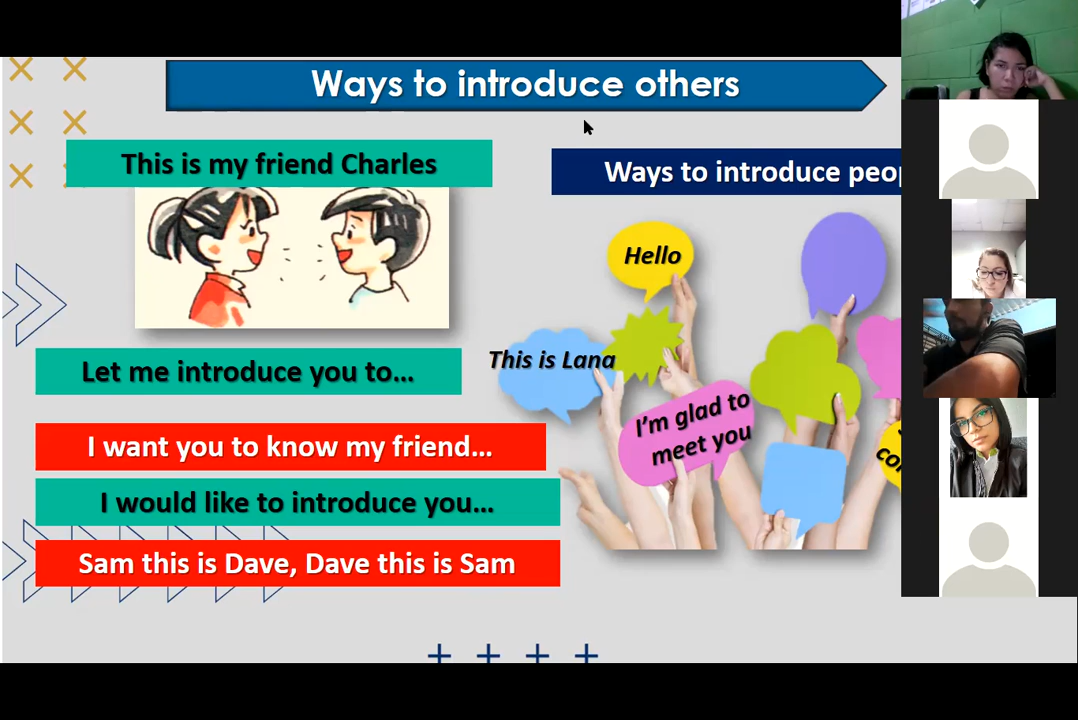 Ways to introduce others
This is my friend Charles
Ways to introduce
Hello
This is Lana
Let me introduce you to...
I'm glad to
meet you
I want you to know my friend...
I would like to introduce you...
Sam this is Dave, Dave this is Sam